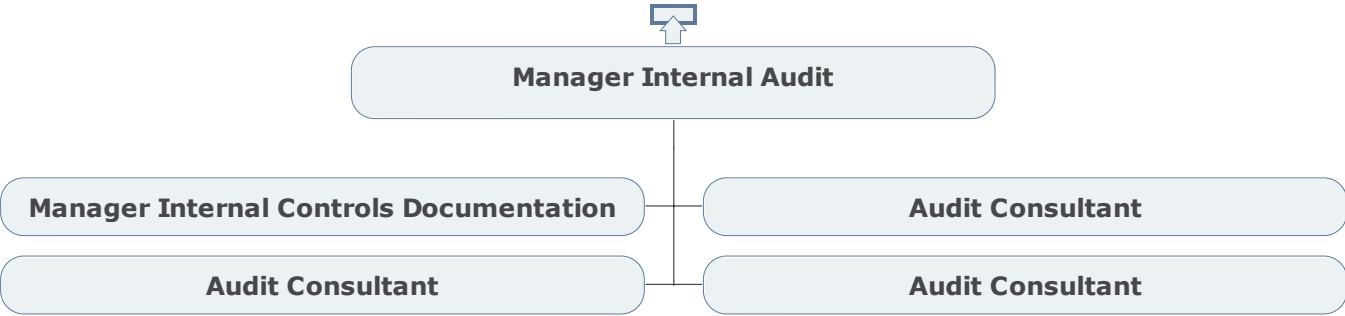 Manager Internal Audit
Manager Internal Controls Documentation
Audit Consultant
Audit Consultant
Audit Consultant